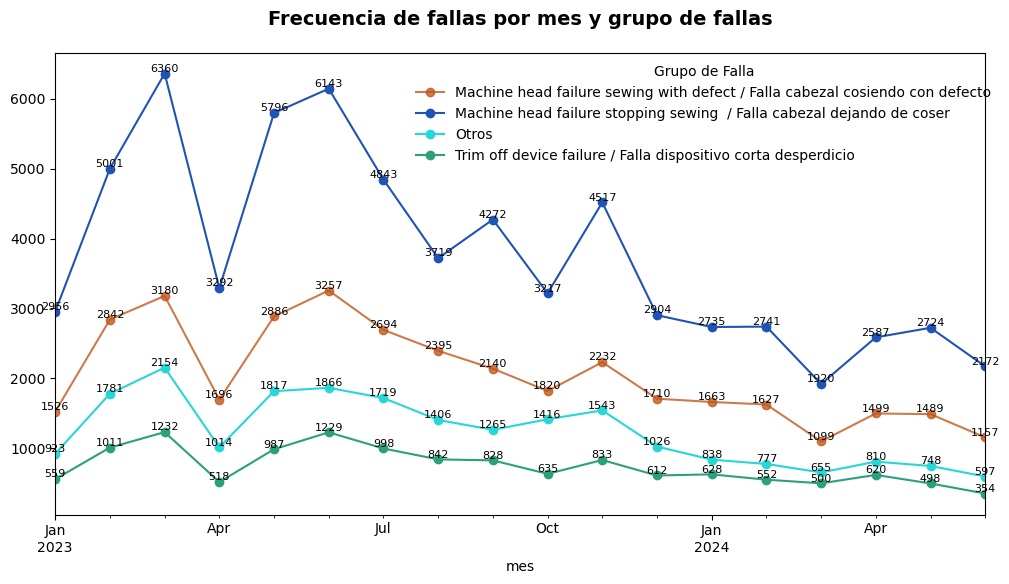 Frecuencia de fallas por mes y grupo de fallas
Grupo de Falla
Machine head failure sewing with defect / Falla cabezal cosiendo con defecto
Machine head failure stopping sewing  / Falla cabezal dejando de coser
Otros
Trim off device failure / Falla dispositivo corta desperdicio
6000
5000
4000
3000
2000
1000
2956 5001 6360 3292 5796 6143 4843 3719 4272 3217 4517 2904 2735 2741 1920 2587 2724 2172
1526 2842 3180 1696 2886 3257 2694 2395 2140 1820 2232 1710 1663 1627 1099 1499 1489 1157
923 1781 2154 1014 1817 1866 1719 1406 1265 1416 1543 1026 838 777 655 810 748 597
559 1011 1232 518 987 1229 998 842 828 635 833 612 628 552 500 620 498 354
Jan Apr Jul Oct Jan Apr
2023 2024
mes